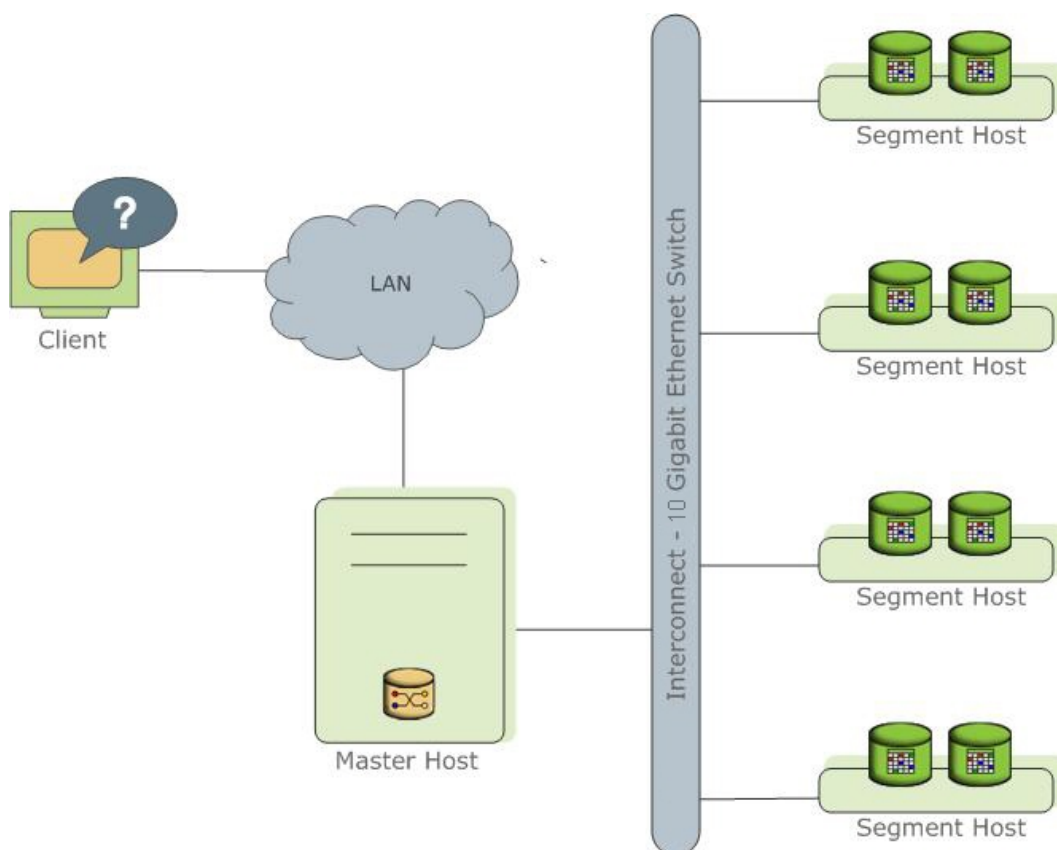 Segment Host
?
LAN
Client
Segment Host
Interconnect - 10 Gigabit Ethernet Switch
Segment Host
Master Host
Segment Host